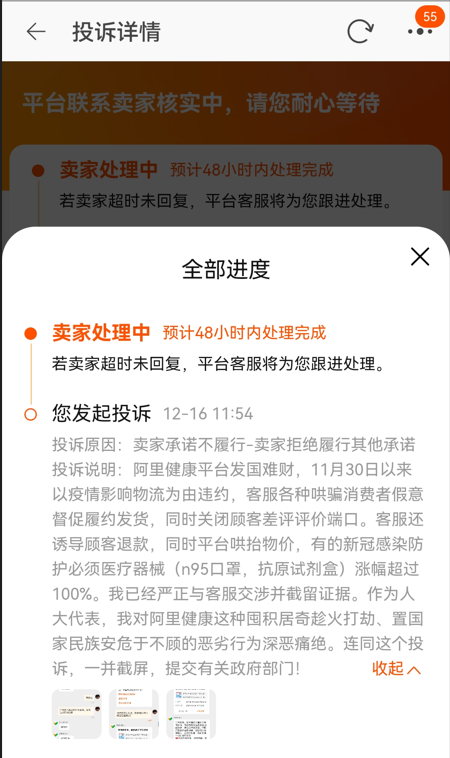 投诉详情
55
平台联系卖家核实中，请您耐心等待
卖家处理中 预计48小时内处理完成
若卖家超时未回复，平台客服将为您跟进处理。
全部进度
卖家处理中 预计48小时内处理完成
若卖家超时未回复，平台客服将为您跟进处理。
您发起投诉 12-16 11:54
投诉原因：卖家承诺不履行-卖家拒绝履行其他承诺
投诉说明：阿里健康平台发国难财，11月30日以来
以疫情影响物流为由违约，客服各种哄骗消费者假意
督促履约发货，同时关闭顾客差评评价端口。客服还
诱导顾客退款，同时平台哄抬物价，有的新冠感染防
护必须医疗器械（n95口罩，抗原试剂盒）涨幅超过
100%。我已经严正与客服交涉并截留证据。作为人
大代表，我对阿里健康这种囤积居奇趁火打劫、置国
家民族安危于不顾的恶劣行为深恶痛绝。连同这个投
诉，一并截屏，提交有关政府部门！ 收起